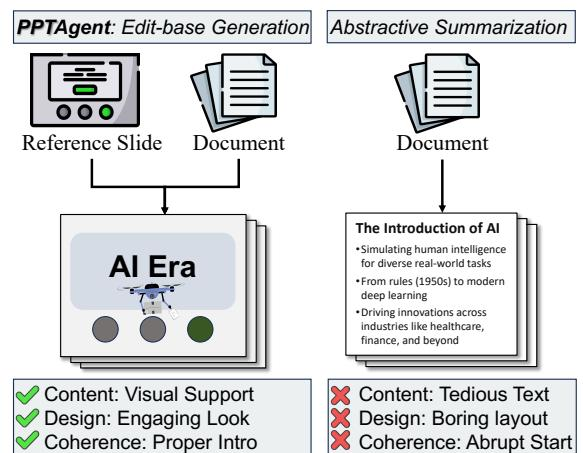 PPTAgent: Edit-base Generation
Reference Slide
Document
AI Era
Content: Visual Support
Design: Engaging Look
Coherence: Proper Intro
Abstractive Summarization
Document
The Introduction of AI
•Simulating human intelligence
for diverse real-world tasks
•From rules (1950s) to modern
deep learning
•Driving innovations across
industries like healthcare,
finance, and beyond
Content: Tedious Text
Design: Boring layout
Coherence: Abrupt Start